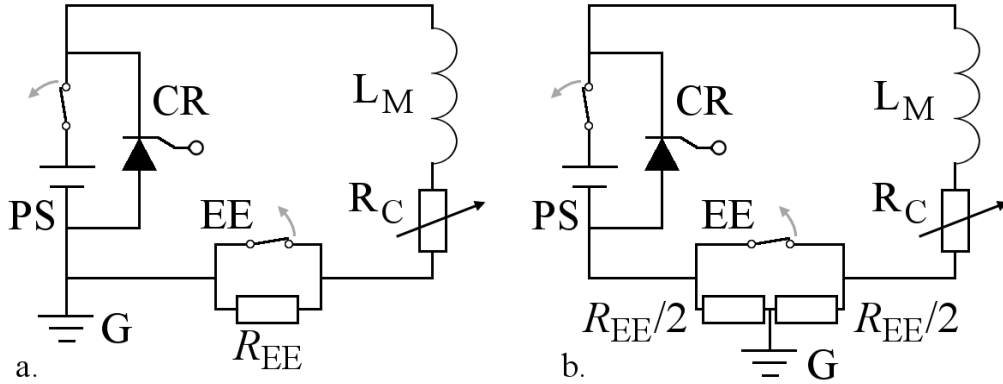 CR
L_M
PS
EE
R_C
G
R_EE
a.
CR
L_M
PS
EE
R_C
R_EE/2
R_EE/2
G
b.